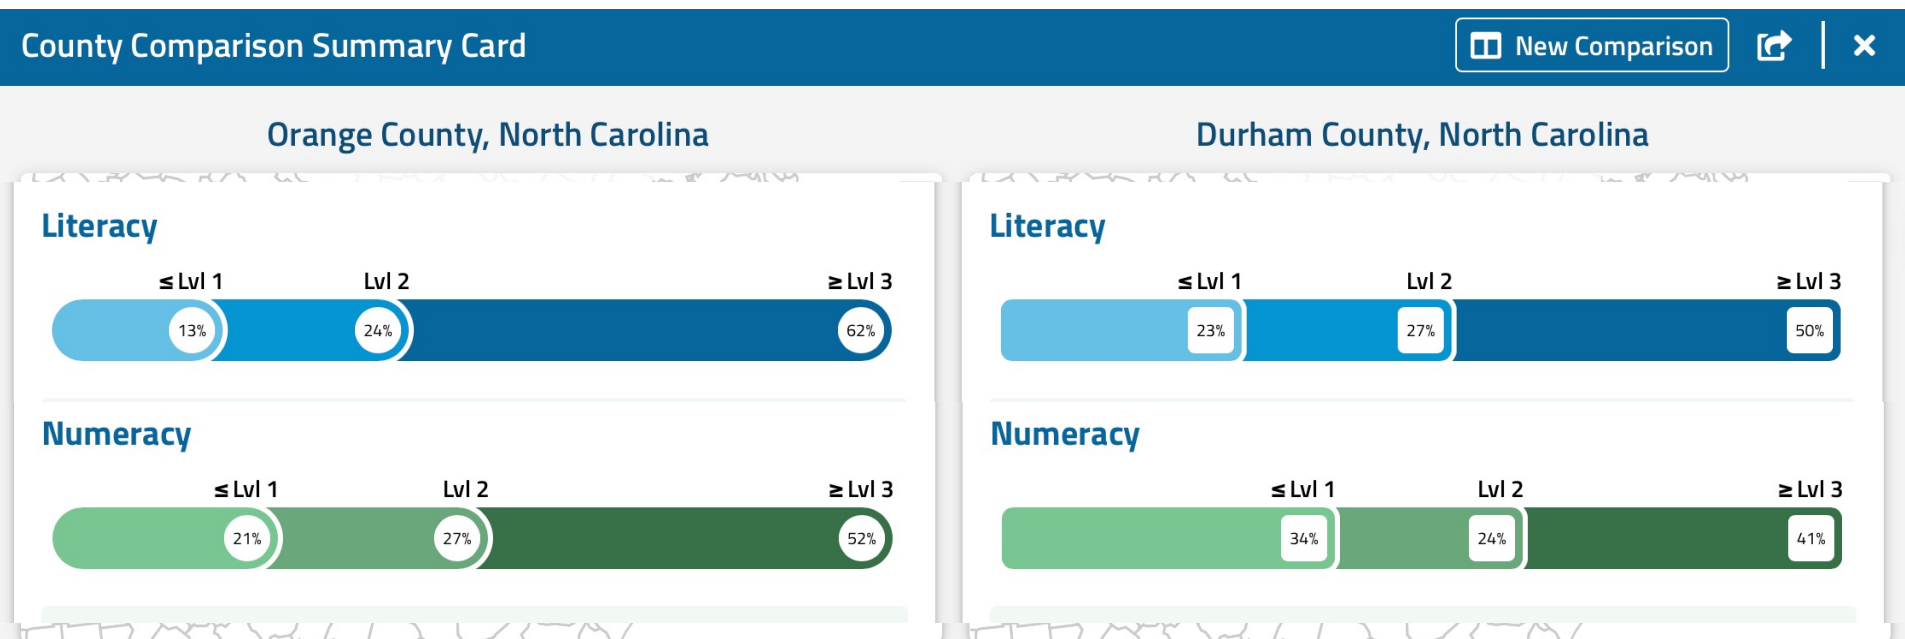 County Comparison Summary Card
New Comparison
Orange County, North Carolina
Literacy
≤ Lvl 1 Lvl 2 ≥ Lvl 3
13% 24% 62%
Numeracy
≤ Lvl 1 Lvl 2 ≥ Lvl 3
21% 27% 52%
Durham County, North Carolina
Literacy
≤ Lvl 1 Lvl 2 ≥ Lvl 3
23% 27% 50%
Numeracy
≤ Lvl 1 Lvl 2 ≥ Lvl 3
34% 24% 41%